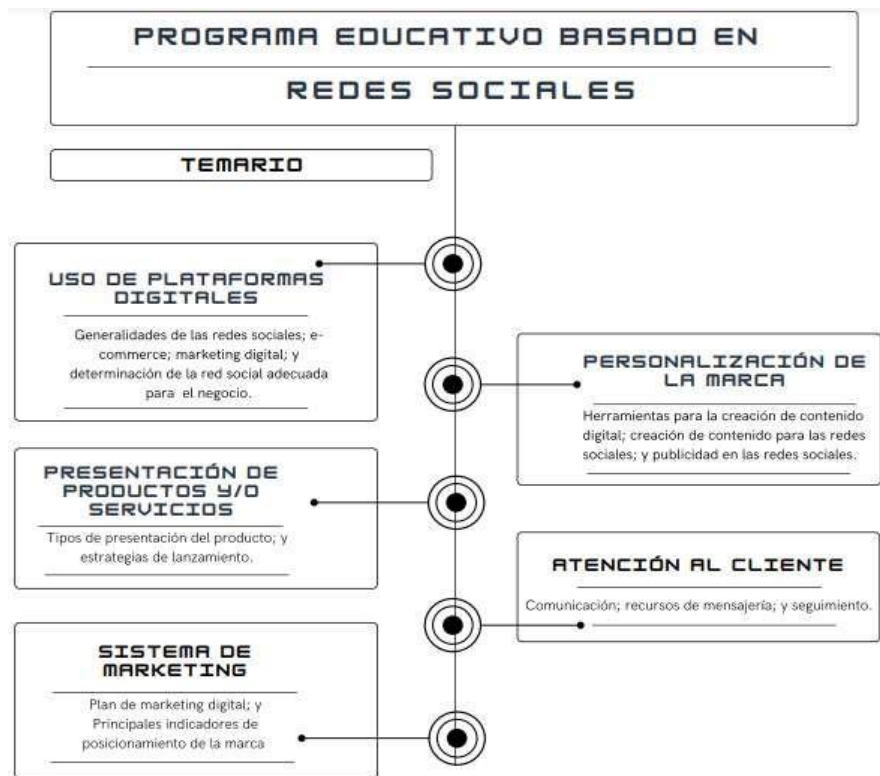 PROGRAMA EDUCATIVO BASADO EN
REDES SOCIALES
TEMARIO
USO DE PLATAFORMAS
DIGITALES
Generalidades de las redes sociales; e-
commerce; marketing digital; y
determinación de la red social adecuada
para el negocio.
PERSONALIZACIÓN DE
LA MARCA
Herramientas para la creación de contenido
digital; creación de contenido para las redes
sociales; y publicidad en las redes sociales.
PRESENTACIÓN DE
PRODUCTOS Y/O
SERVICIOS
Tipos de presentación del producto; y
estrategias de lanzamiento.
ATENCIÓN AL CLIENTE
Comunicación; recursos de mensajería; y seguimiento.
SISTEMA DE
MARKETING
Plan de marketing digital; y
Principales indicadores de
posicionamiento de la marca